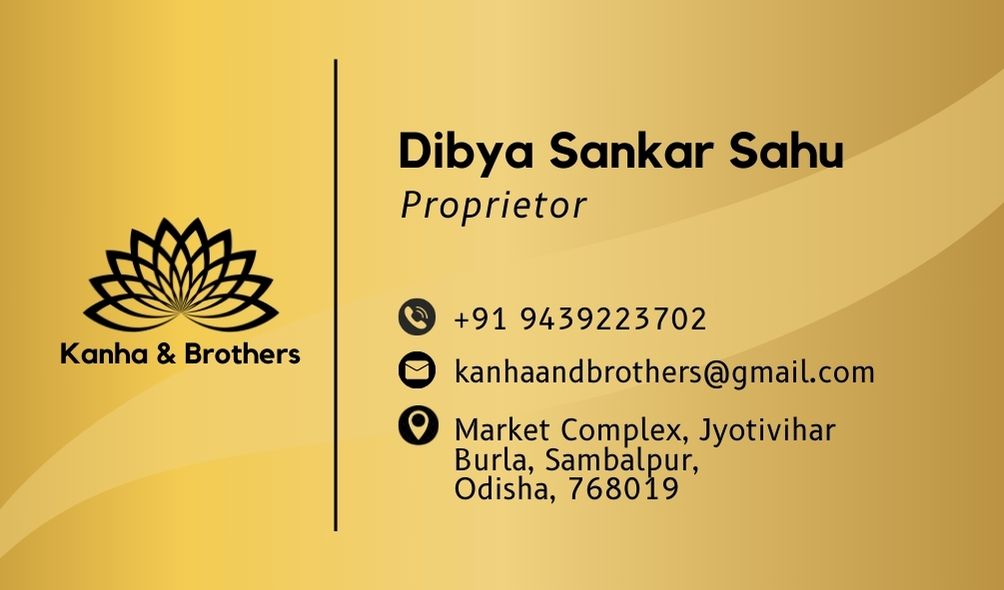 Kanha & Brothers
Dibya Sankar Sahu
Proprietor
+91 9439223702
kanhaandbrothers@gmail.com
Market Complex, Jyotivihar
Burla, Sambalpur,
Odisha, 768019